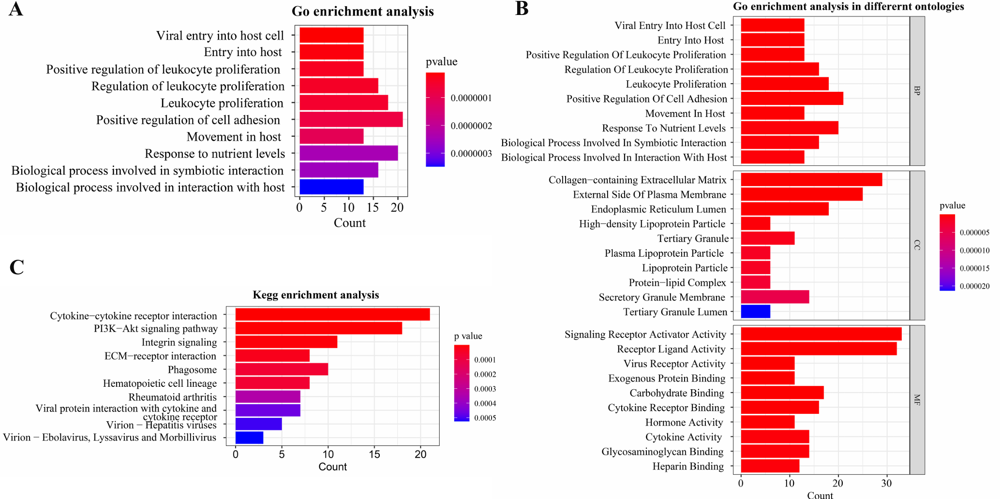 A
Go enrichment analysis
Viral entry into host cell
Entry into host
Positive regulation of leukocyte proliferation
Regulation of leukocyte proliferation
Leukocyte proliferation
Positive regulation of cell adhesion
Movement in host
Response to nutrient levels
Biological process involved in symbiotic interaction
Biological process involved in interaction with host
0 5 10 15 20
Count
pvalue
0.0000001
0.0000002
0.0000003
B
Go enrichment analysis in differernt ontologies
Viral Entry Into Host Cell
Entry Into Host
Positive Regulation Of Leukocyte Proliferation
Regulation Of Leukocyte Proliferation
Leukocyte Proliferation
Positive Regulation Of Cell Adhesion
Movement In Host
Response To Nutrient Levels
Biological Process Involved In Symbiotic Interaction
Biological Process Involved In Interaction With Host
BP
Collagen−containing Extracellular Matrix
External Side Of Plasma Membrane
Endoplasmic Reticulum Lumen
High−density Lipoprotein Particle
Tertiary Granule
Plasma Lipoprotein Particle
Lipoprotein Particle
Protein−lipid Complex
Secretory Granule Membrane
Tertiary Granule Lumen
CC
Signaling Receptor Activator Activity
Receptor Ligand Activity
Virus Receptor Activity
Exogenous Protein Binding
Carbohydrate Binding
Cytokine Receptor Binding
Hormone Activity
Cytokine Activity
Glycosaminoglycan Binding
Heparin Binding
MF
0 10 20 30
Count
pvalue
0.000005
0.000010
0.000015
0.000020
C
Kegg enrichment analysis
Cytokine−cytokine receptor interaction
PI3K−Akt signaling pathway
Integrin signaling
ECM−receptor interaction
Phagosome
Hematopoietic cell lineage
Rheumatoid arthritis
Viral protein interaction with cytokine and
cytokine receptor
Virion − Hepatitis viruses
Virion − Ebolavirus, Lyssavirus and Morbillivirus
0 5 10 15 20
Count
p value
0.0001
0.0002
0.0003
0.0004
0.0005